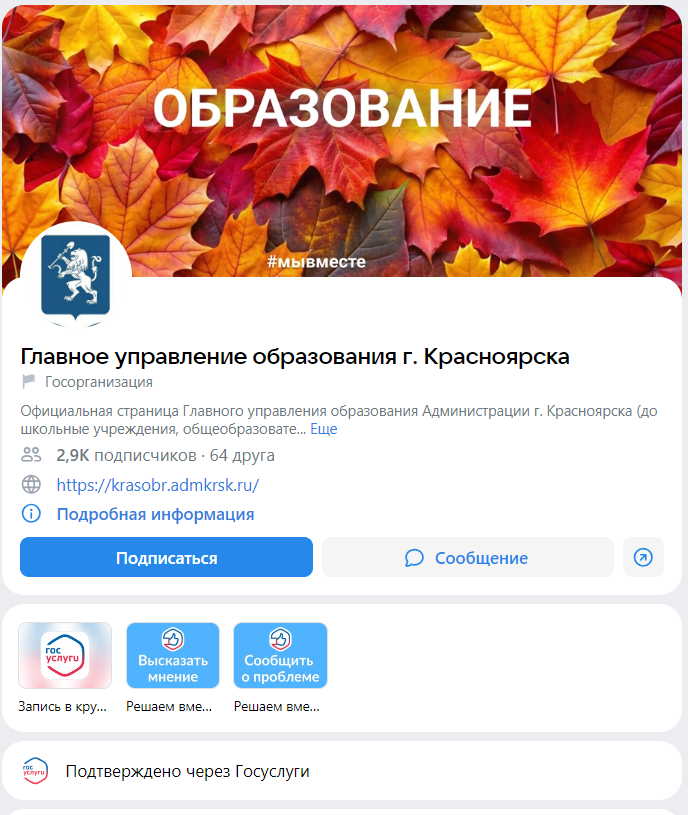 ОБРАЗОВАНИЕ
#мывместе
Главное управление образования г. Красноярска
Госорганизация
Официальная страница Главного управления образования Администрации г. Красноярска (до
школьные учреждения, общеобразовате... Еще
2,9K подписчиков · 64 друга
https://krasobr.admkrsk.ru/
Подробная информация
Подписаться
Сообщение
гос
услуги
Высказать
мнение
Сообщить
о проблеме
Запись в кру...
Решаем вме...
Решаем вме...
гос
услуги
Подтверждено через Госуслуги